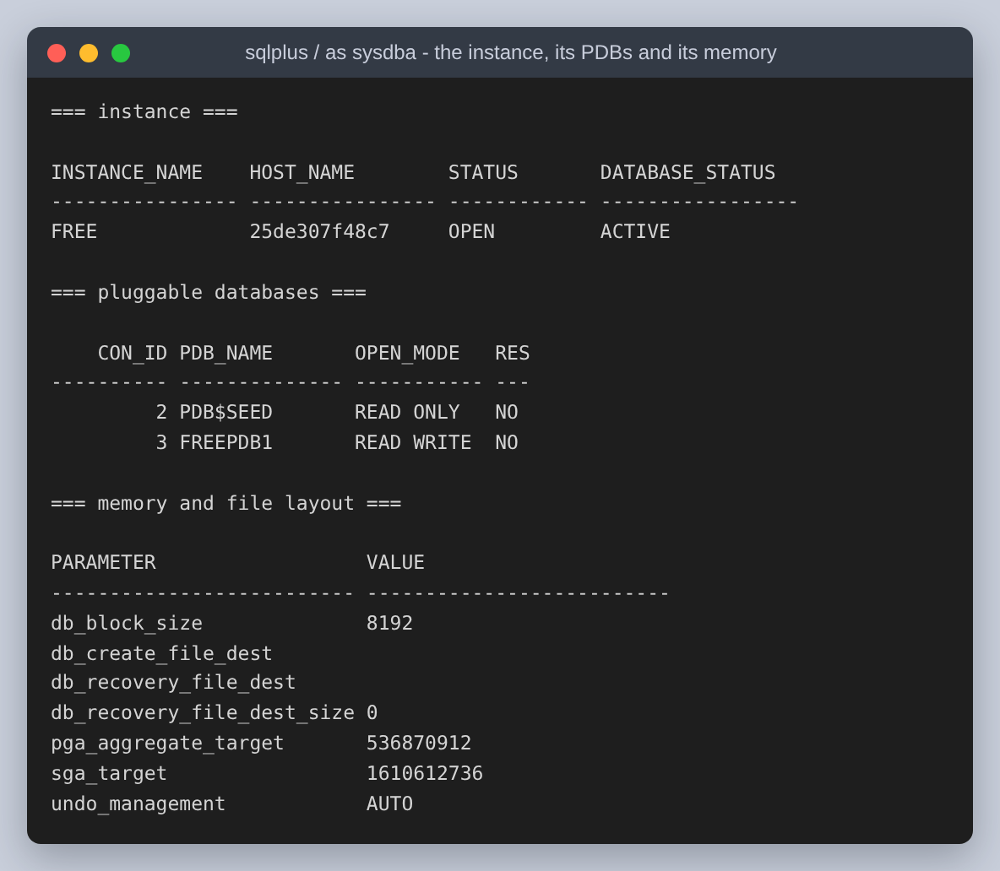 sqlplus / as sysdba - the instance, its PDBs and its memory
=== instance ===
INSTANCE_NAME    HOST_NAME        STATUS       DATABASE_STATUS
---------------- ---------------- ------------ -----------------
FREE             25de307f48c7     OPEN         ACTIVE
=== pluggable databases ===
    CON_ID PDB_NAME       OPEN_MODE   RES
---------- -------------- ----------- ---
         2 PDB$SEED       READ ONLY   NO
         3 FREEPDB1       READ WRITE  NO
=== memory and file layout ===
PARAMETER                  VALUE
-------------------------- --------------------------
db_block_size              8192
db_create_file_dest
db_recovery_file_dest
db_recovery_file_dest_size 0
pga_aggregate_target       536870912
sga_target                 1610612736
undo_management            AUTO